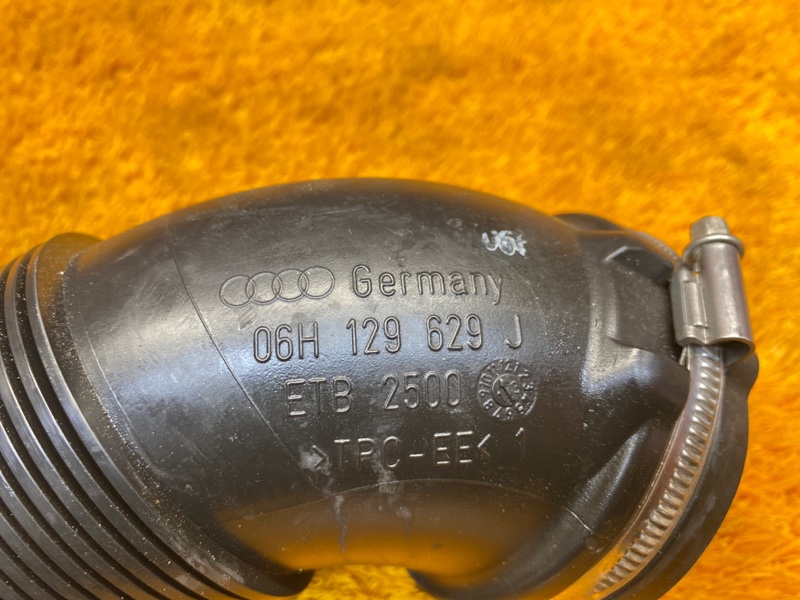 Germany
06H 129 629 J
ETB 2500
>TPC-EE< 1